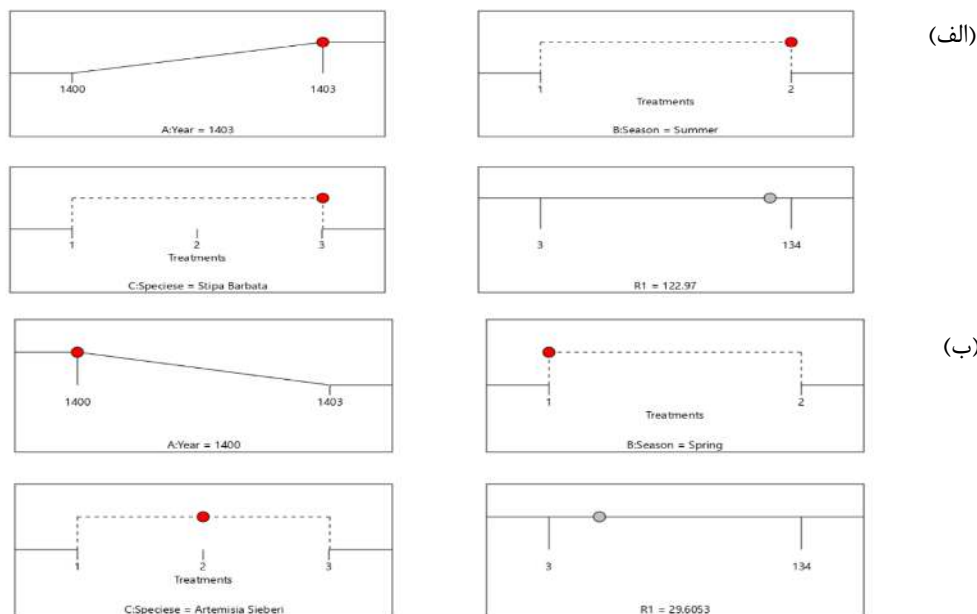 (الف)
1400 1403
A:Year = 1403
1 2
Treatments
B:Season = Summer
1 2 3
Treatments
C:Speciese = Stipa Barbata
3 134
R1 = 122.97
(ب)
1400 1403
A:Year = 1400
1 2
Treatments
B:Season = Spring
1 2 3
Treatments
C:Speciese = Artemisia Sieberi
3 134
R1 = 29.6053